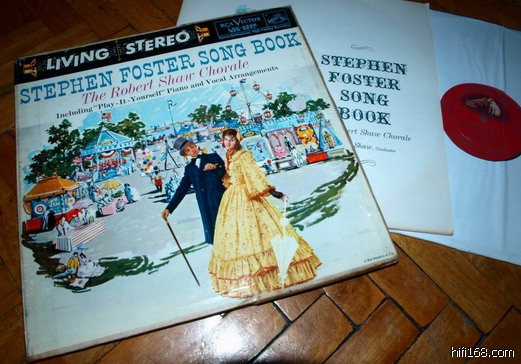 LIVING STEREO
RCA VICTOR
STEPHEN FOSTER SONG BOOK
The Robert Shaw Chorale
Including "Play-It-Yourself" Piano and Vocal Arrangements
STEPHEN
FOSTER
SONG
BOOK
ert Shaw Chorale
Shaw, Conductor
hifi168.com